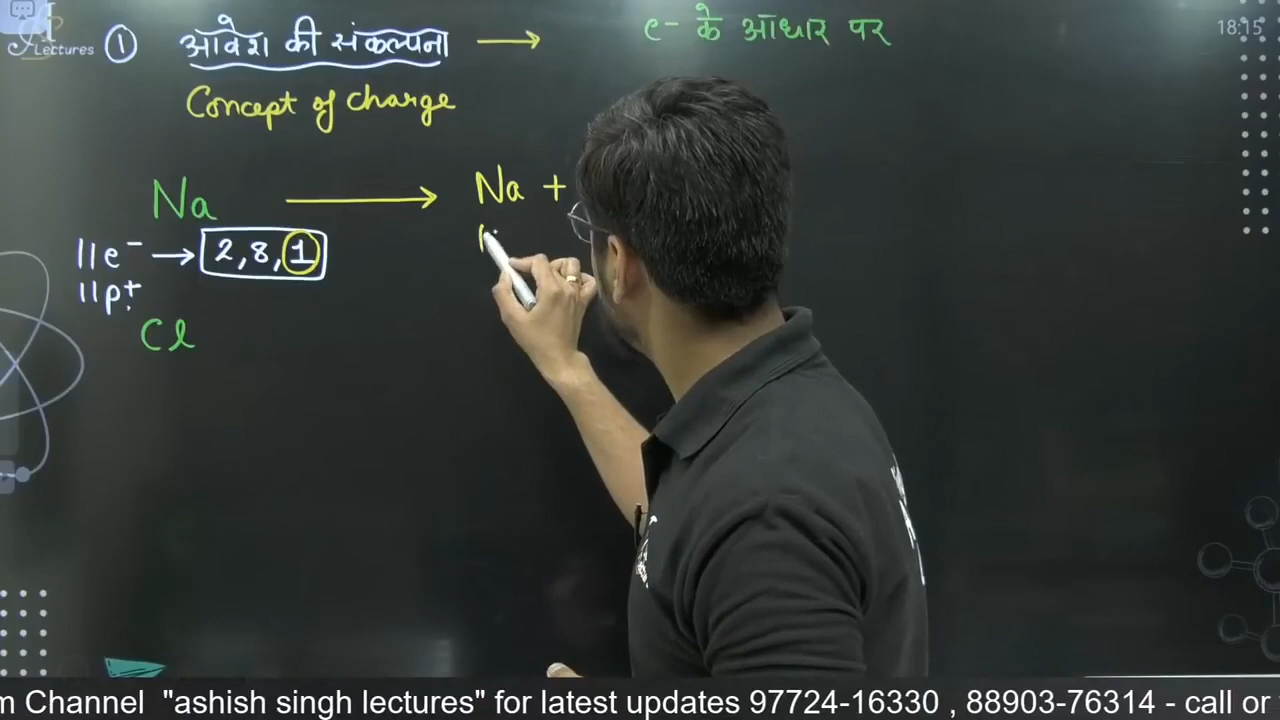 Lectures
① आवेश की संकल्पना → e⁻ के आधार पर
18:15
Concept of charge
Na → Na +
11e⁻ → 2,8,1
11p⁺
Cl
m Channel "ashish singh lectures" for latest updates 97724-16330 , 88903-76314 - call or